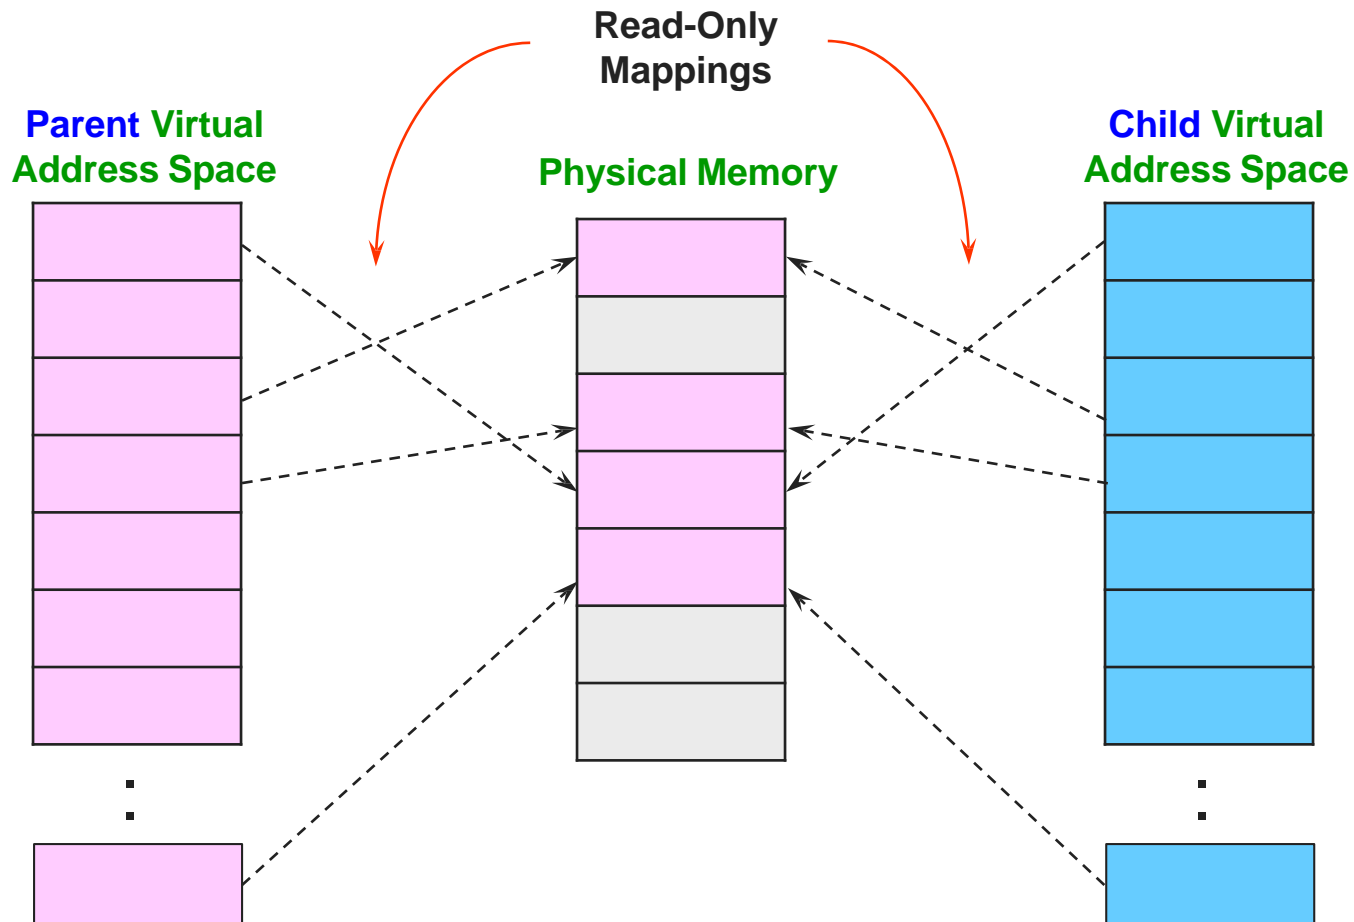 Read-Only
Mappings
Parent Virtual
Address Space
Physical Memory
Child Virtual
Address Space